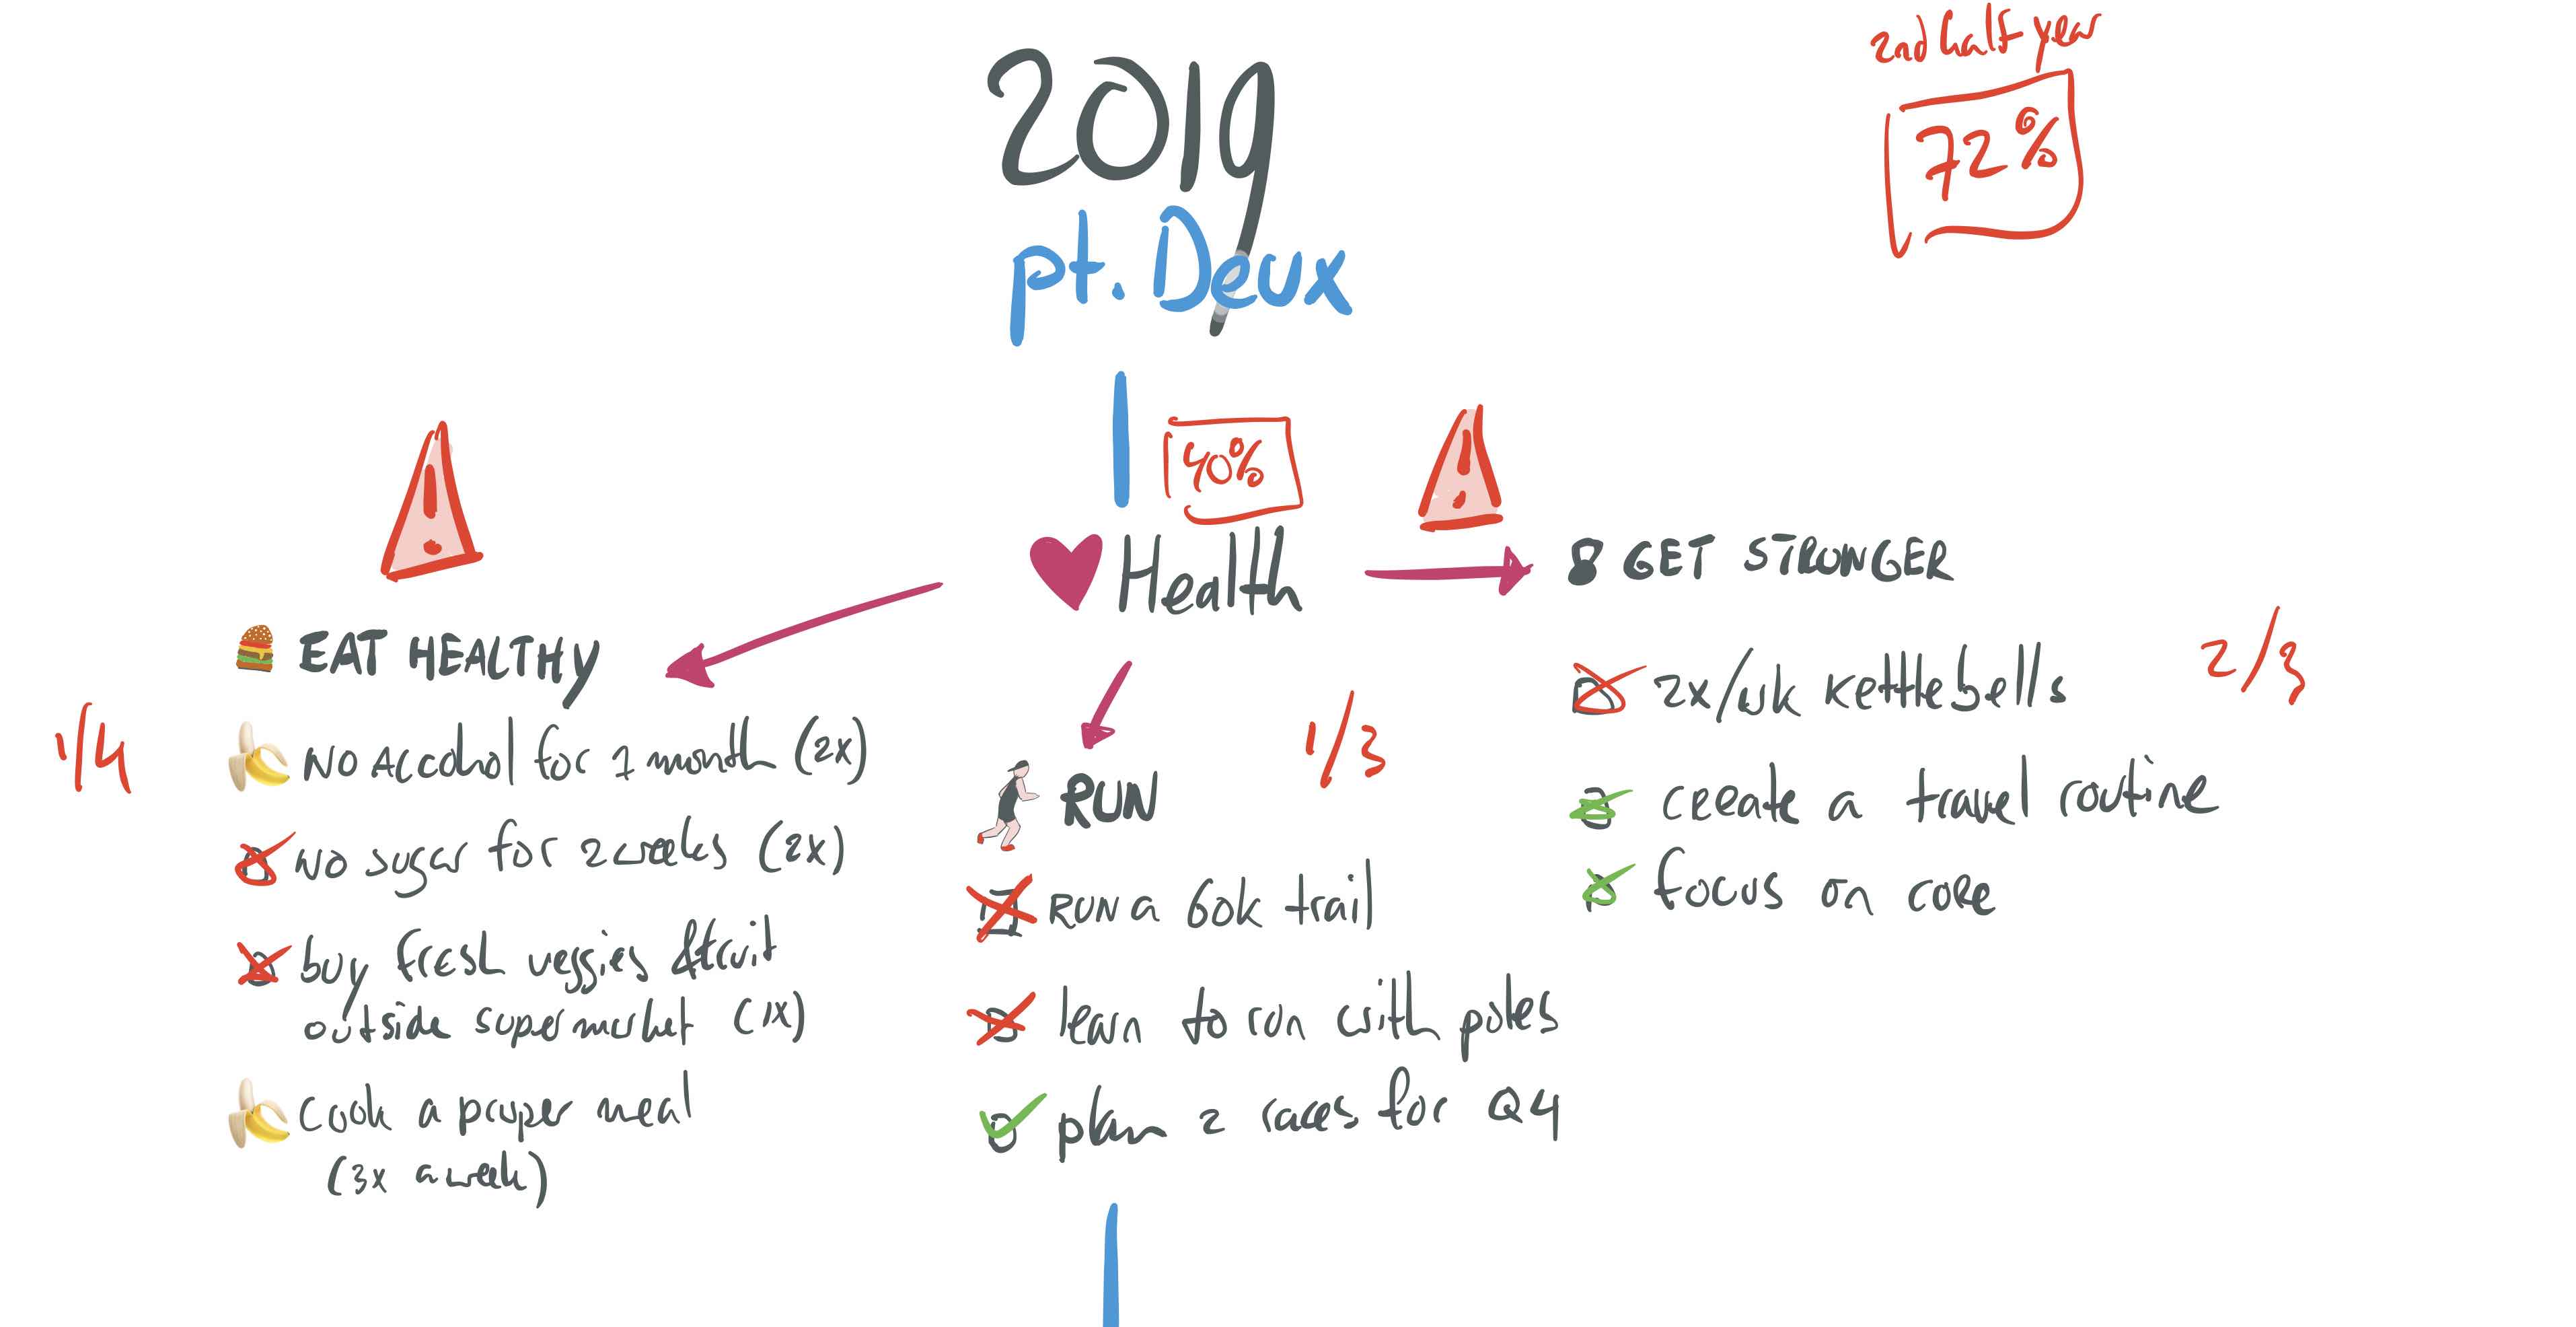 2nd half year
72%
2019
pt. Deux
40%
Health
EAT HEALTHY
1/4
NO Alcohol for 1 month (2x)
NO sugar for 2 weeks (2x)
buy fresh veggies & fruit
outside supermarket (1x)
Cook a proper meal
(3x a week)
RUN
1/3
RUN a 60k trail
learn to run with poles
plan 2 races for Q4
GET STRONGER
2/3
2x/wk kettlebells
create a travel routine
focus on core